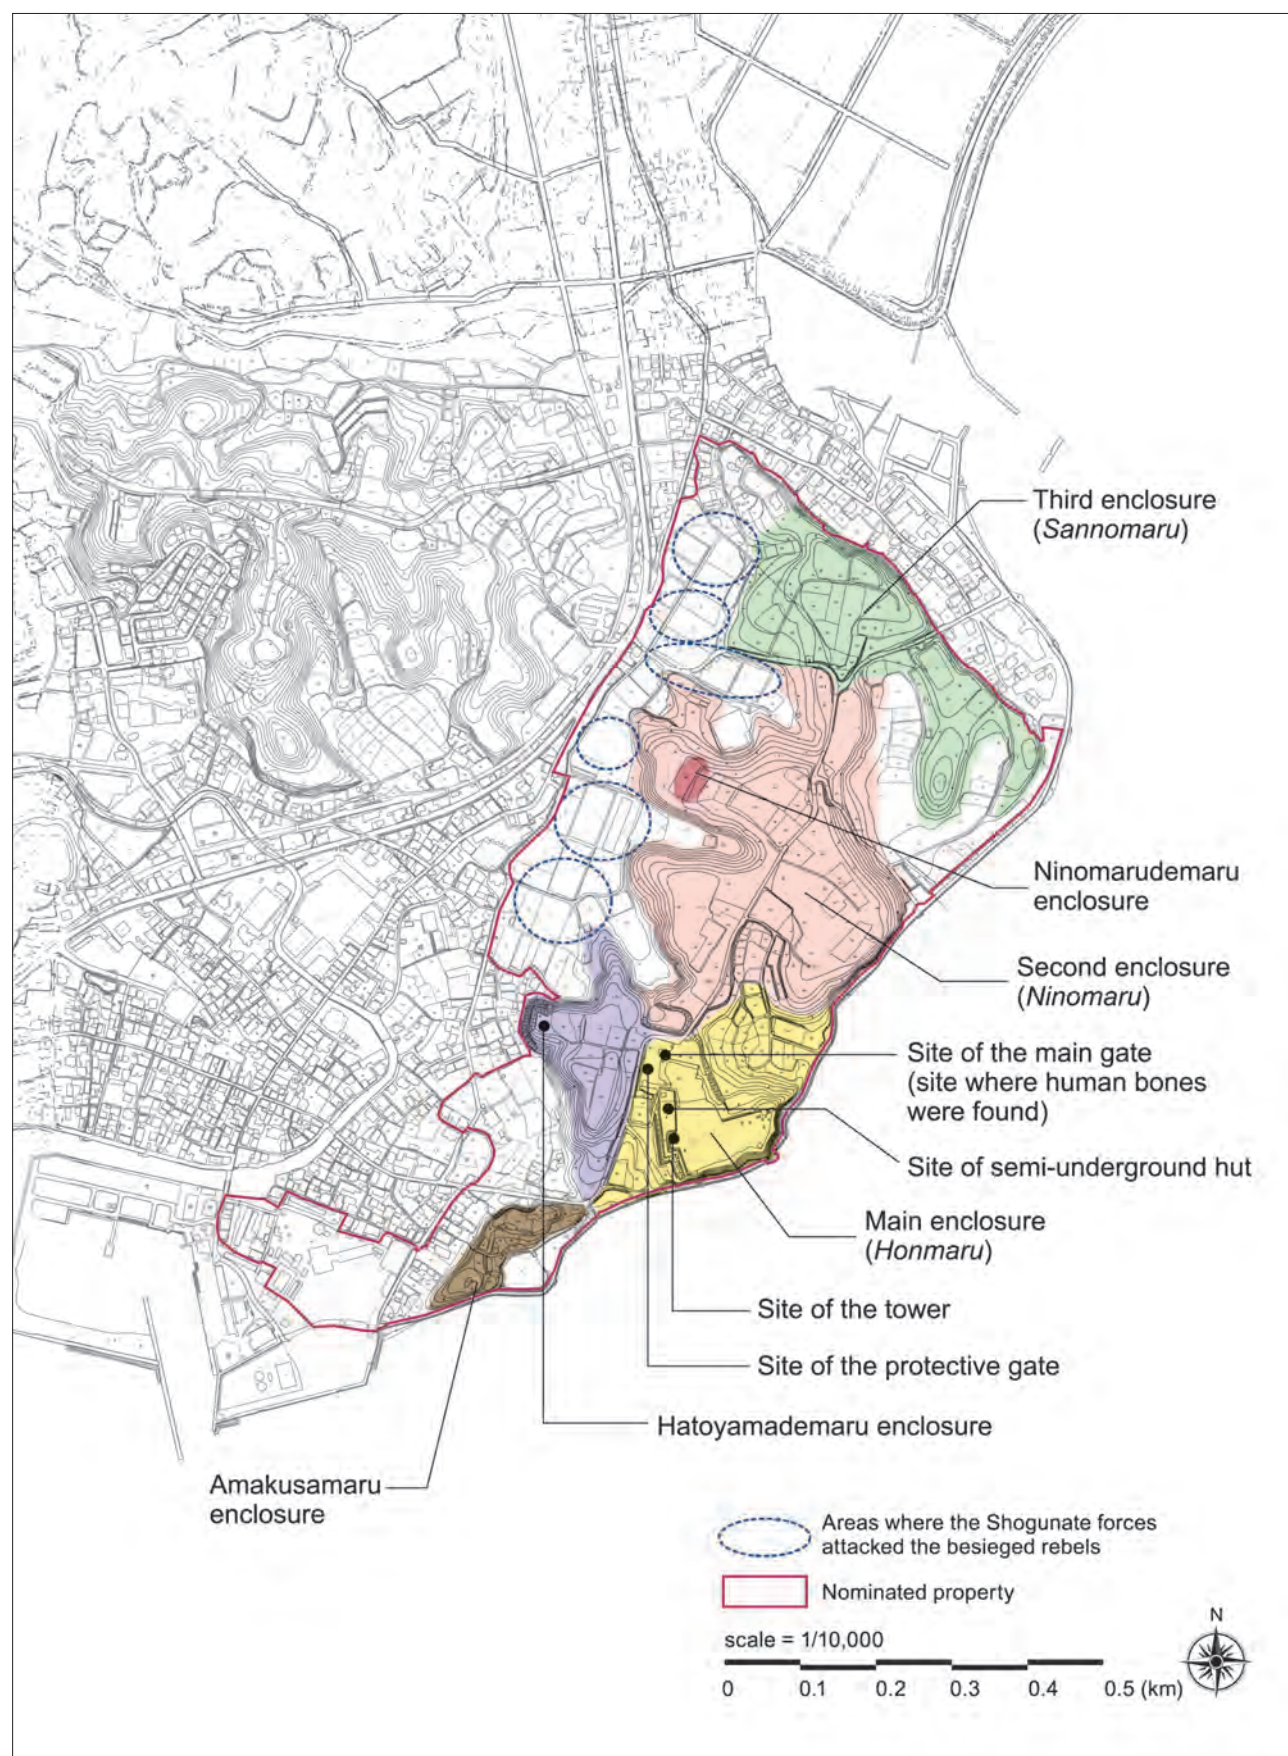 Third enclosure
(Sannomaru)
Ninomarudemaru
enclosure
Second enclosure
(Ninomaru)
Site of the main gate
(site where human bones
were found)
Site of semi-underground hut
Main enclosure
(Honmaru)
Site of the tower
Site of the protective gate
Hatoyamademaru enclosure
Amakusamaru
enclosure
Areas where the Shogunate forces
attacked the besieged rebels
Nominated property
N
scale = 1/10,000
0 0.1 0.2 0.3 0.4 0.5 (km)